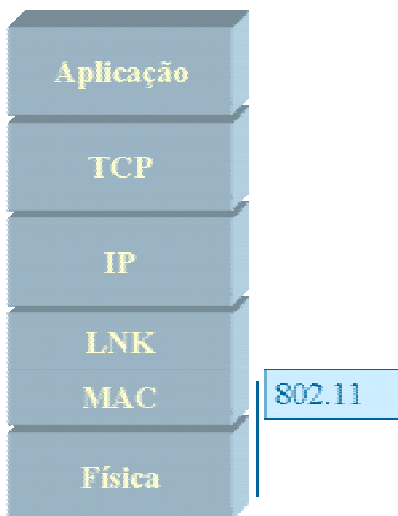 Aplicação
TCP
IP
LNK
MAC
802.11
Física